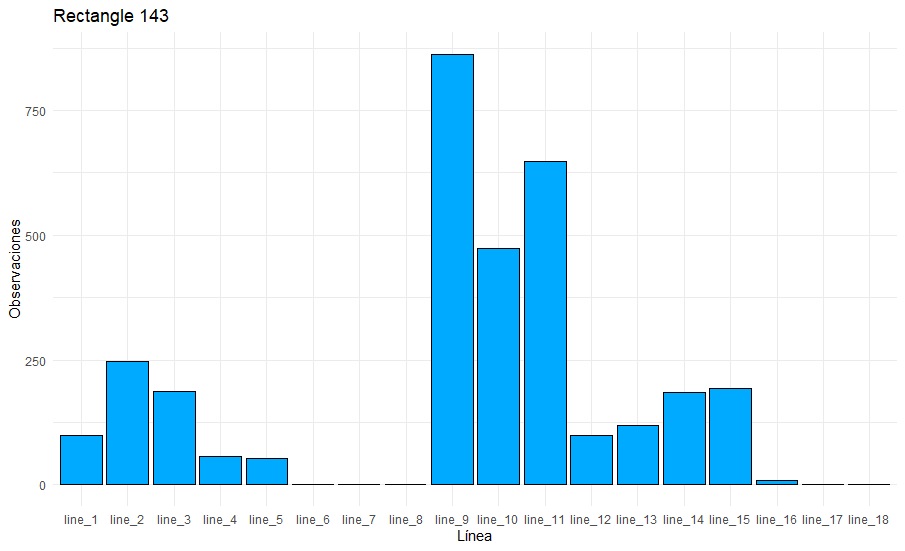 Rectangle 143
Observaciones
750
500
250
0
line_1 line_2 line_3 line_4 line_5 line_6 line_7 line_8 line_9 line_10 line_11 line_12 line_13 line_14 line_15 line_16 line_17 line_18
Línea